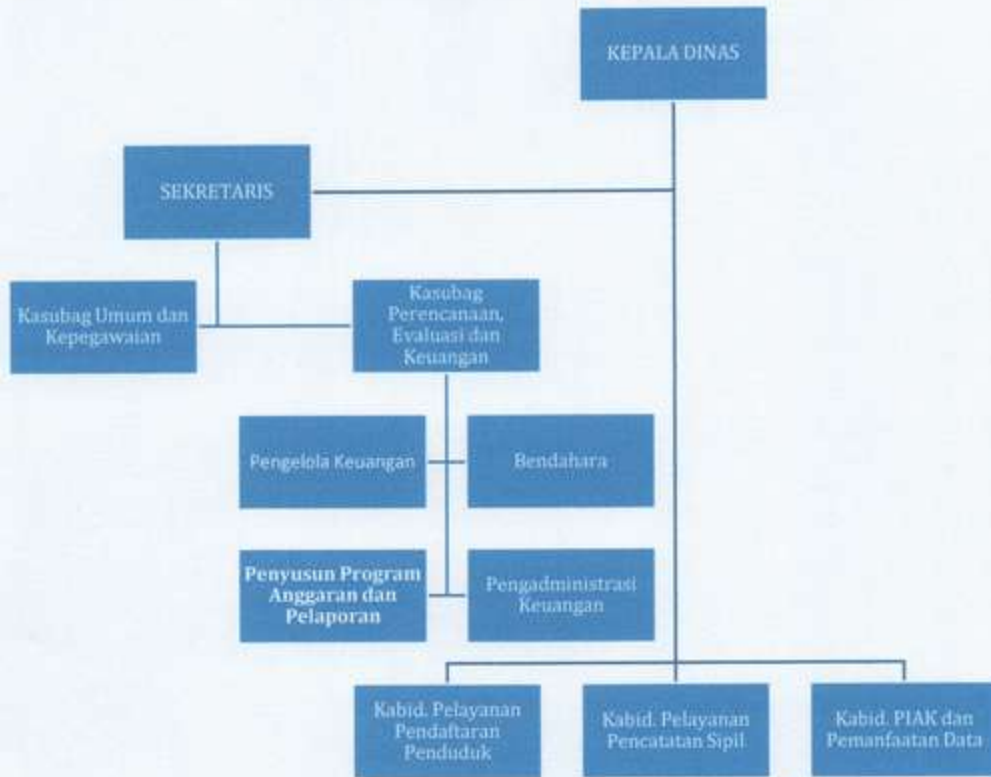 KEPALA DINAS
SEKRETARIS
Kasubag Umum dan
Kepegawaian
Kasubag
Perencanaan,
Evaluasi dan
Keuangan
Pengelola Keuangan
Bendahara
Penyusun Program
Anggaran dan
Pelaporan
Pengadministrasi
Keuangan
Kabid. Pelayanan
Pendaftaran
Penduduk
Kabid. Pelayanan
Pencatatan Sipil
Kabid. PIAK dan
Pemanfaatan Data